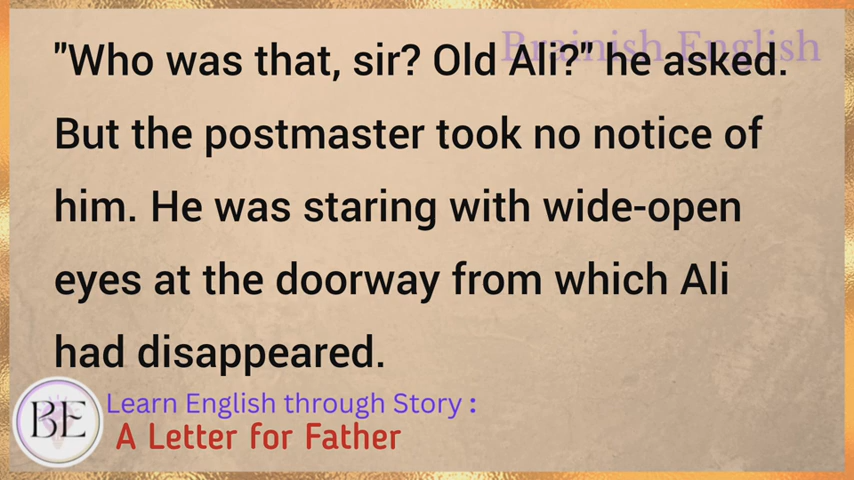 Brainish English
"Who was that, sir? Old Ali?" he asked.
But the postmaster took no notice of
him. He was staring with wide-open
eyes at the doorway from which Ali
had disappeared.
BE
Learn English through Story :
A Letter for Father